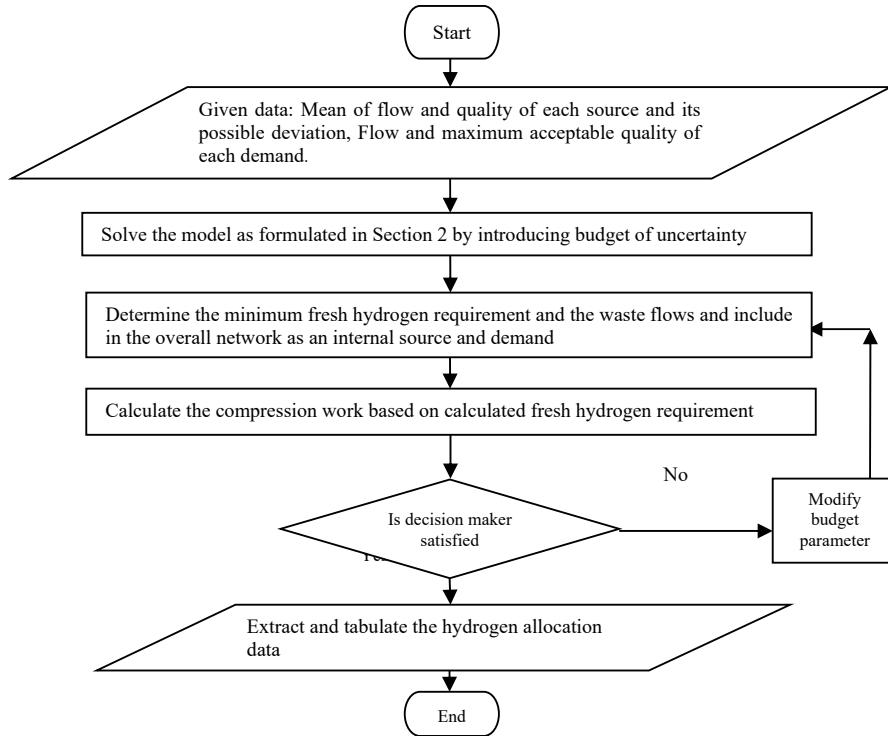 Start
Given data: Mean of flow and quality of each source and its
possible deviation, Flow and maximum acceptable quality of
each demand.
Solve the model as formulated in Section 2 by introducing budget of uncertainty
Determine the minimum fresh hydrogen requirement and the waste flows and include
in the overall network as an internal source and demand
Calculate the compression work based on calculated fresh hydrogen requirement
No
Is decision maker
satisfied
Modify
budget
parameter
Extract and tabulate the hydrogen allocation
data
End